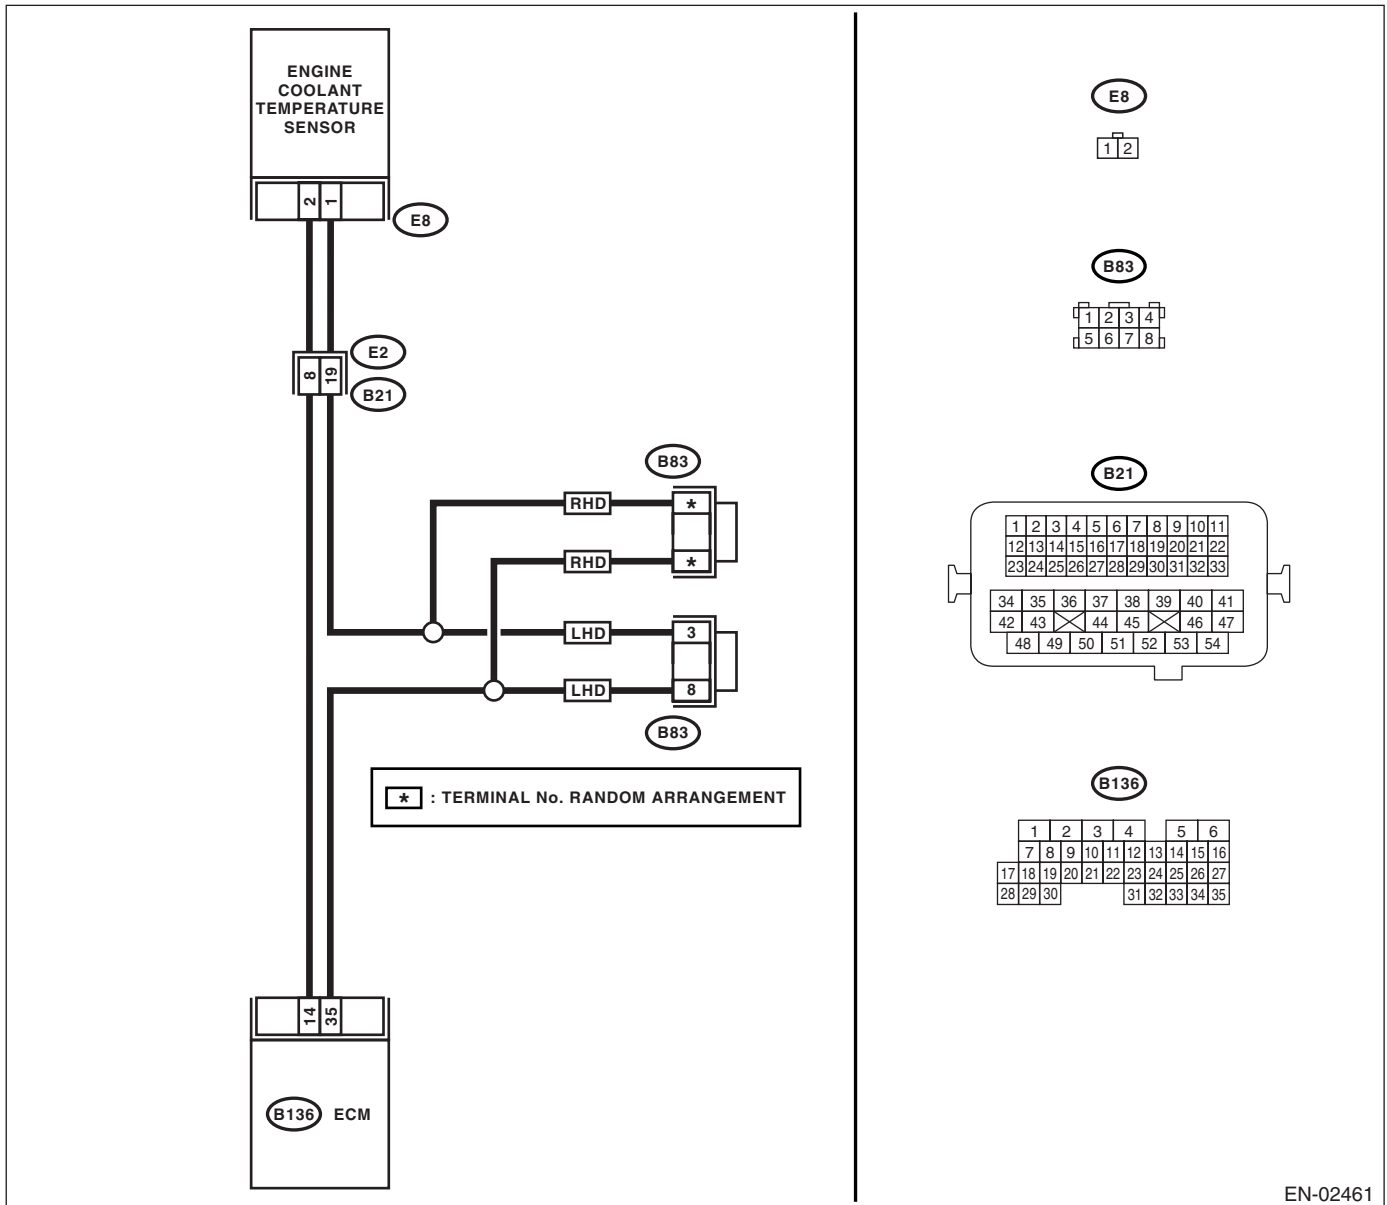 ENGINE
COOLANT
TEMPERATURE
SENSOR
2 1
E8
E2
8 19
B21
B83
RHD *
RHD *
LHD 3
LHD 8
B83
* : TERMINAL No. RANDOM ARRANGEMENT
14 35
B136 ECM
E8
1 2
B83
1 2 3 4
5 6 7 8
B21
1 2 3 4 5 6 7 8 9 10 11
12 13 14 15 16 17 18 19 20 21 22
23 24 25 26 27 28 29 30 31 32 33
34 35 36 37 38 39 40 41
42 43 44 45 46 47
48 49 50 51 52 53 54
B136
1 2 3 4 5 6
7 8 9 10 11 12 13 14 15 16
17 18 19 20 21 22 23 24 25 26 27
28 29 30 31 32 33 34 35
EN-02461